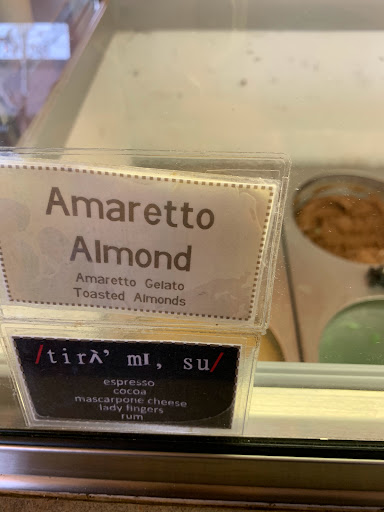 Amaretto
Almond
Amaretto Gelato
Toasted Almonds
/tirʌ' mɪ, su/
espresso
cocoa
mascarpone cheese
lady fingers
rum